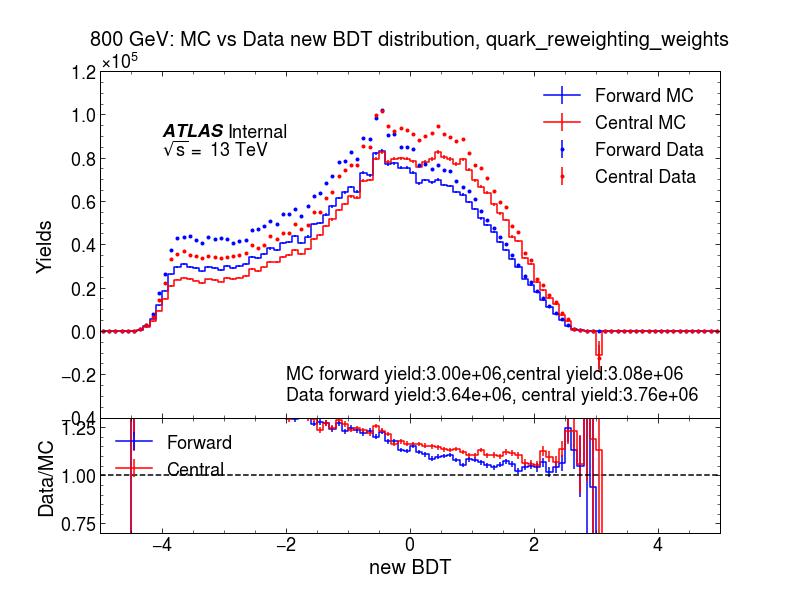 800 GeV: MC vs Data new BDT distribution, quark_reweighting_weights
×10⁵
1.2
1.0
0.8
0.6
0.4
0.2
0.0
−0.2
−0.4
Yields
ATLAS Internal
√s = 13 TeV
Forward MC
Central MC
Forward Data
Central Data
MC forward yield:3.00e+06,central yield:3.08e+06
Data forward yield:3.64e+06, central yield:3.76e+06
1.25
1.00
0.75
Data/MC
Forward
Central
−4 −2 0 2 4
new BDT